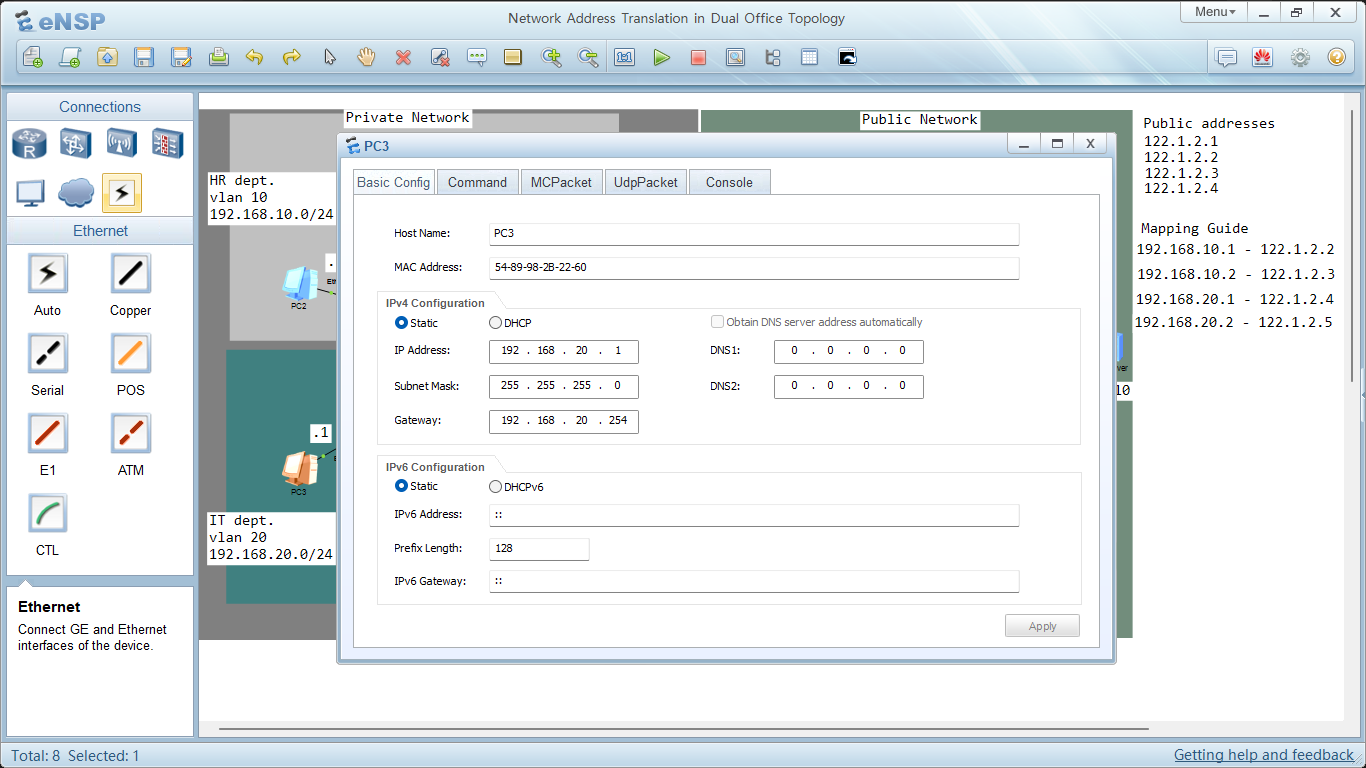 eNSP
Network Address Translation in Dual Office Topology
Menu
Connections
R
Ethernet
Auto
Copper
Serial
POS
E1
ATM
CTL
Ethernet
Connect GE and Ethernet
interfaces of the device.
Private Network
Public Network
HR dept.
vlan 10
192.168.10.0/24
PC2
.1
PC3
IT dept.
vlan 20
192.168.20.0/24
PC3
Basic Config
Command
MCPacket
UdpPacket
Console
Host Name: PC3
MAC Address: 54-89-98-2B-22-60
IPv4 Configuration
Static DHCP Obtain DNS server address automatically
IP Address: 192 . 168 . 20 . 1 DNS1: 0 . 0 . 0 . 0
Subnet Mask: 255 . 255 . 255 . 0 DNS2: 0 . 0 . 0 . 0
Gateway: 192 . 168 . 20 . 254
IPv6 Configuration
Static DHCPv6
IPv6 Address: ::
Prefix Length: 128
IPv6 Gateway: ::
Apply
10
Public addresses
122.1.2.1
122.1.2.2
122.1.2.3
122.1.2.4
Mapping Guide
192.168.10.1 - 122.1.2.2
192.168.10.2 - 122.1.2.3
192.168.20.1 - 122.1.2.4
192.168.20.2 - 122.1.2.5
Total: 8 Selected: 1
Getting help and feedback